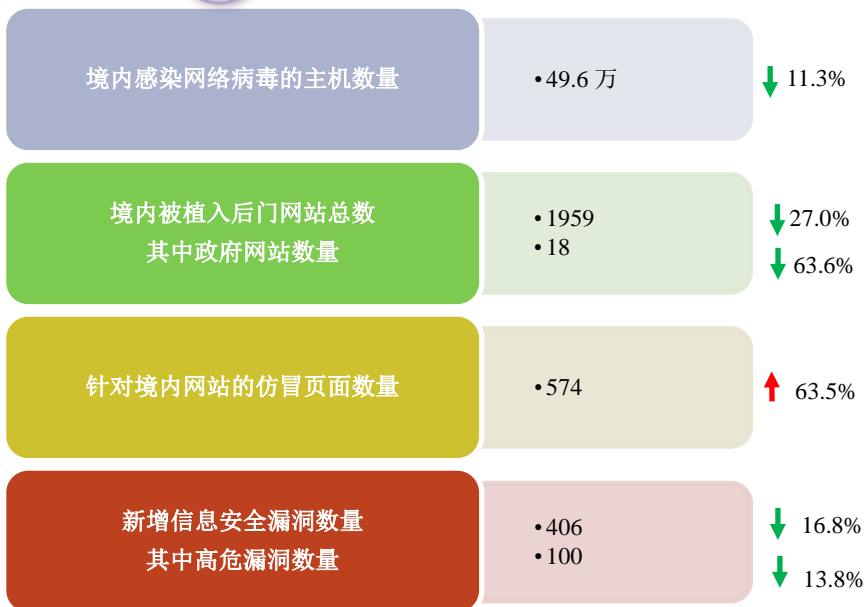 境内感染网络病毒的主机数量
•49.6 万
11.3%
境内被植入后门网站总数
其中政府网站数量
•1959
•18
27.0%
63.6%
针对境内网站的仿冒页面数量
•574
63.5%
新增信息安全漏洞数量
其中高危漏洞数量
•406
•100
16.8%
13.8%